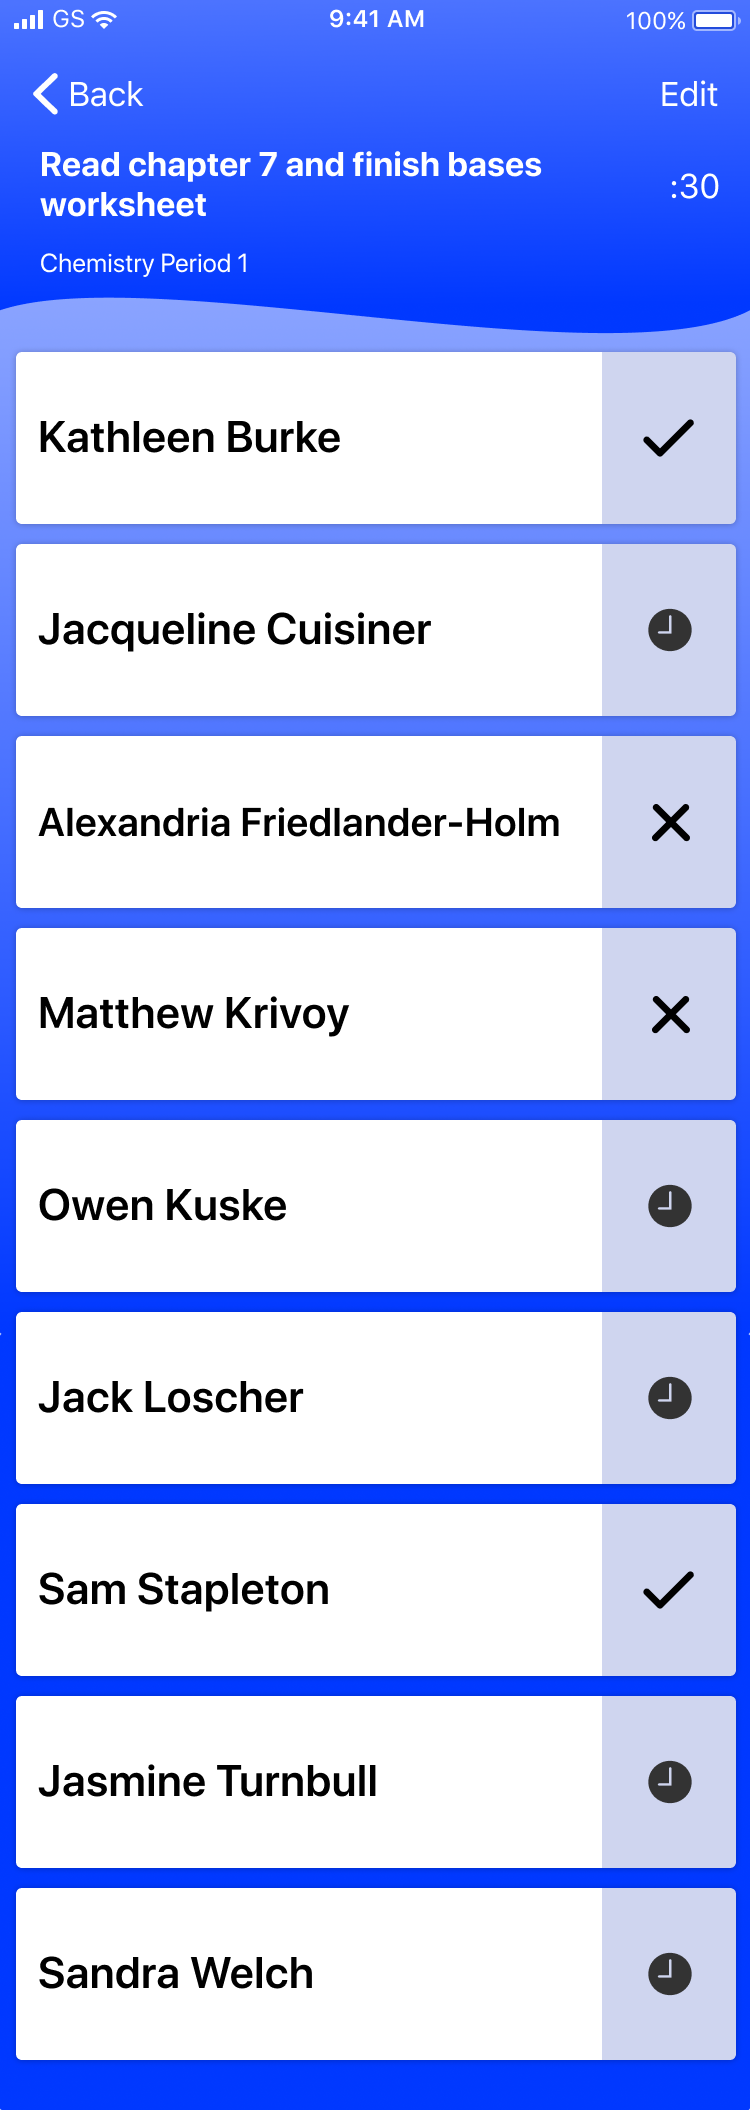 GS 9:41 AM 100%
Back Edit
Read chapter 7 and finish bases
worksheet
:30
Chemistry Period 1
Kathleen Burke
Jacqueline Cuisiner
Alexandria Friedlander-Holm
Matthew Krivoy
Owen Kuske
Jack Loscher
Sam Stapleton
Jasmine Turnbull
Sandra Welch